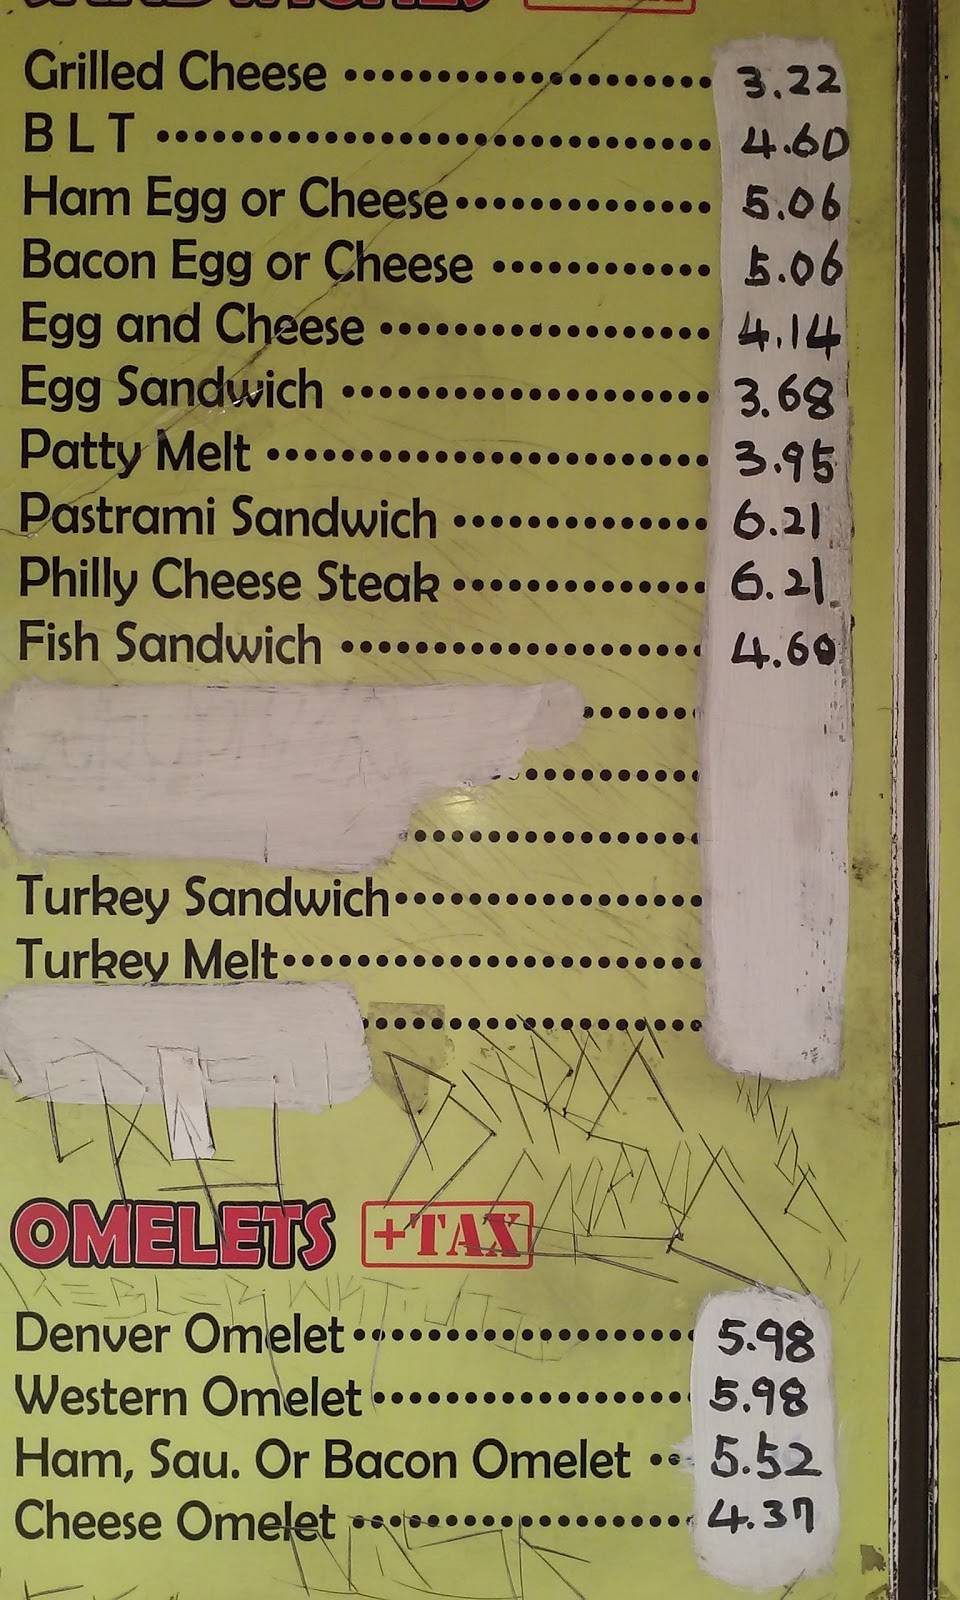 Grilled Cheese 3.22
B L T 4.60
Ham Egg or Cheese 5.06
Bacon Egg or Cheese 5.06
Egg and Cheese 4.14
Egg Sandwich 3.68
Patty Melt 3.95
Pastrami Sandwich 6.21
Philly Cheese Steak 6.21
Fish Sandwich 4.60
Turkey Sandwich
Turkey Melt
OMELETS +TAX
Denver Omelet 5.98
Western Omelet 5.98
Ham, Sau. Or Bacon Omelet 5.52
Cheese Omelet 4.37